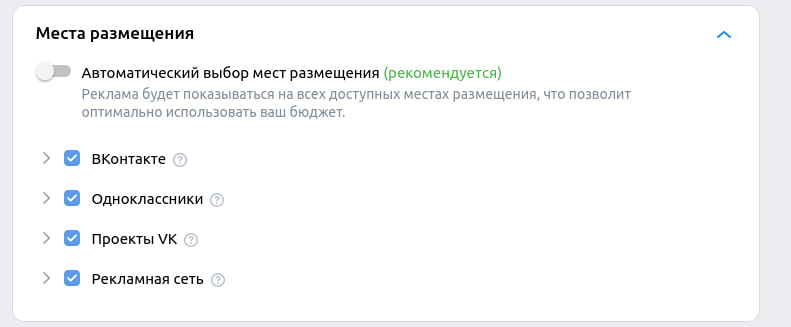 Места размещения
Автоматический выбор мест размещения (рекомендуется)
Реклама будет показываться на всех доступных местах размещения, что позволит
оптимально использовать ваш бюджет.
ВКонтакте ?
Одноклассники ?
Проекты VK ?
Рекламная сеть ?